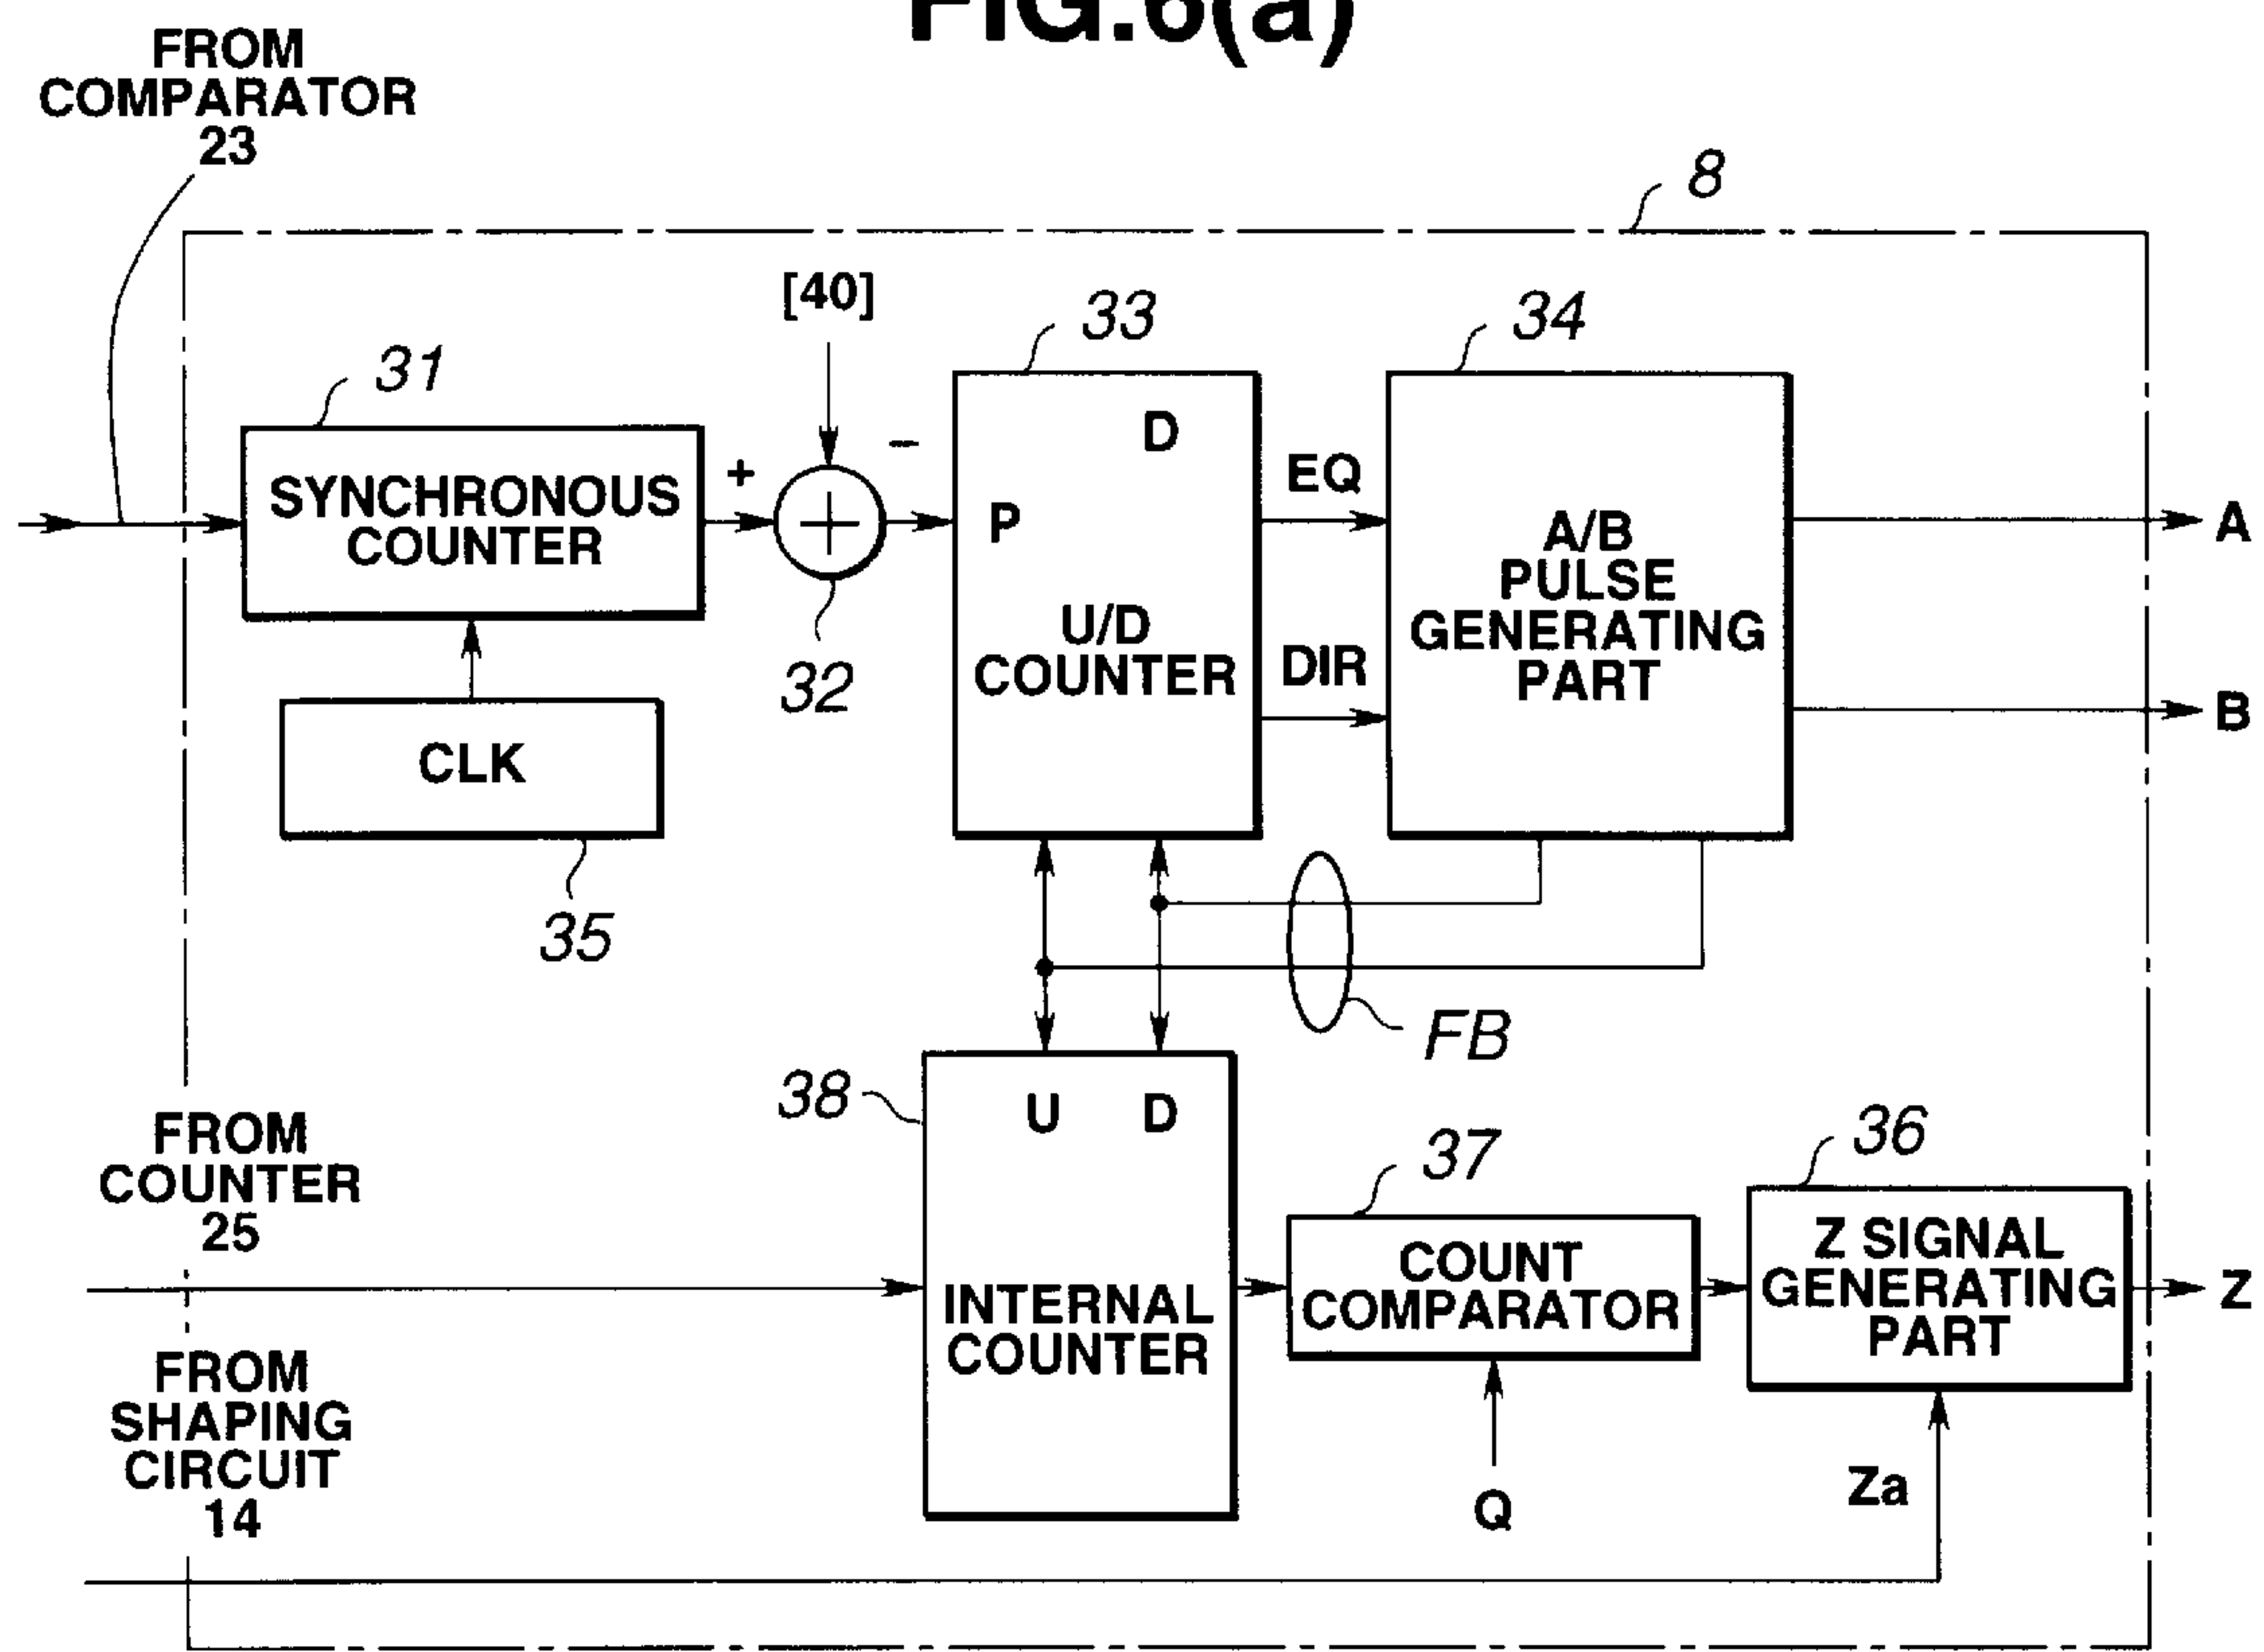 FIG.6(a)
FROM
COMPARATOR
23
8
[40]
31
33
34
SYNCHRONOUS
COUNTER
+
−
+
32
P
D
U/D
COUNTER
EQ
DIR
A/B
PULSE
GENERATING
PART
A
B
CLK
35
FB
FROM
COUNTER
25
38
U D
INTERNAL
COUNTER
37
COUNT
COMPARATOR
Q
36
Z SIGNAL
GENERATING
PART
Z
FROM
SHAPING
CIRCUIT
14
Za